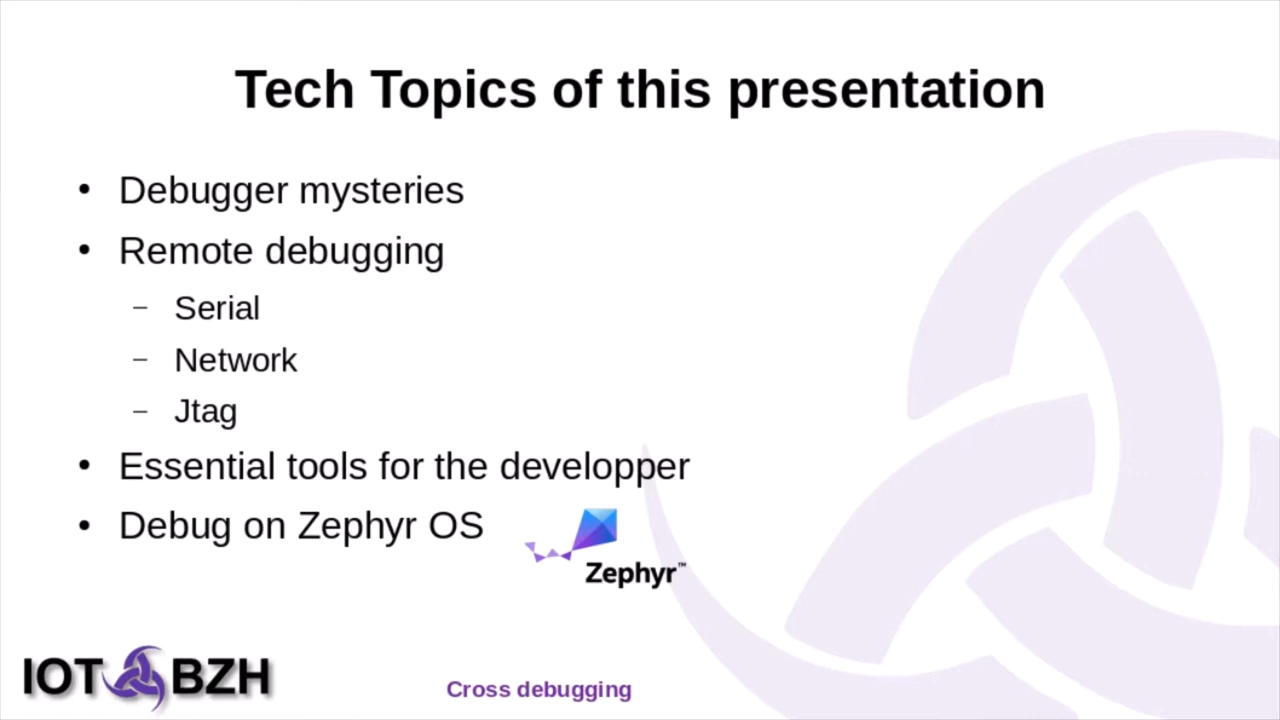 Tech Topics of this presentation
• Debugger mysteries
• Remote debugging
– Serial
– Network
– Jtag
• Essential tools for the developper
• Debug on Zephyr OS
Zephyr™
IOT BZH
Cross debugging